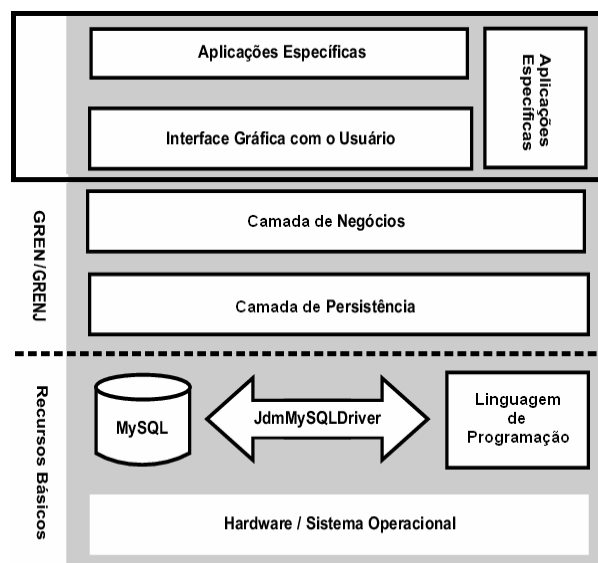 Aplicações Específicas
Aplicações
Específicas
Interface Gráfica com o Usuário
GREN/GRENJ
Camada de Negócios
Camada de Persistência
Recursos Básicos
MySQL
JdmMySQLDriver
Linguagem
de
Programação
Hardware / Sistema Operacional